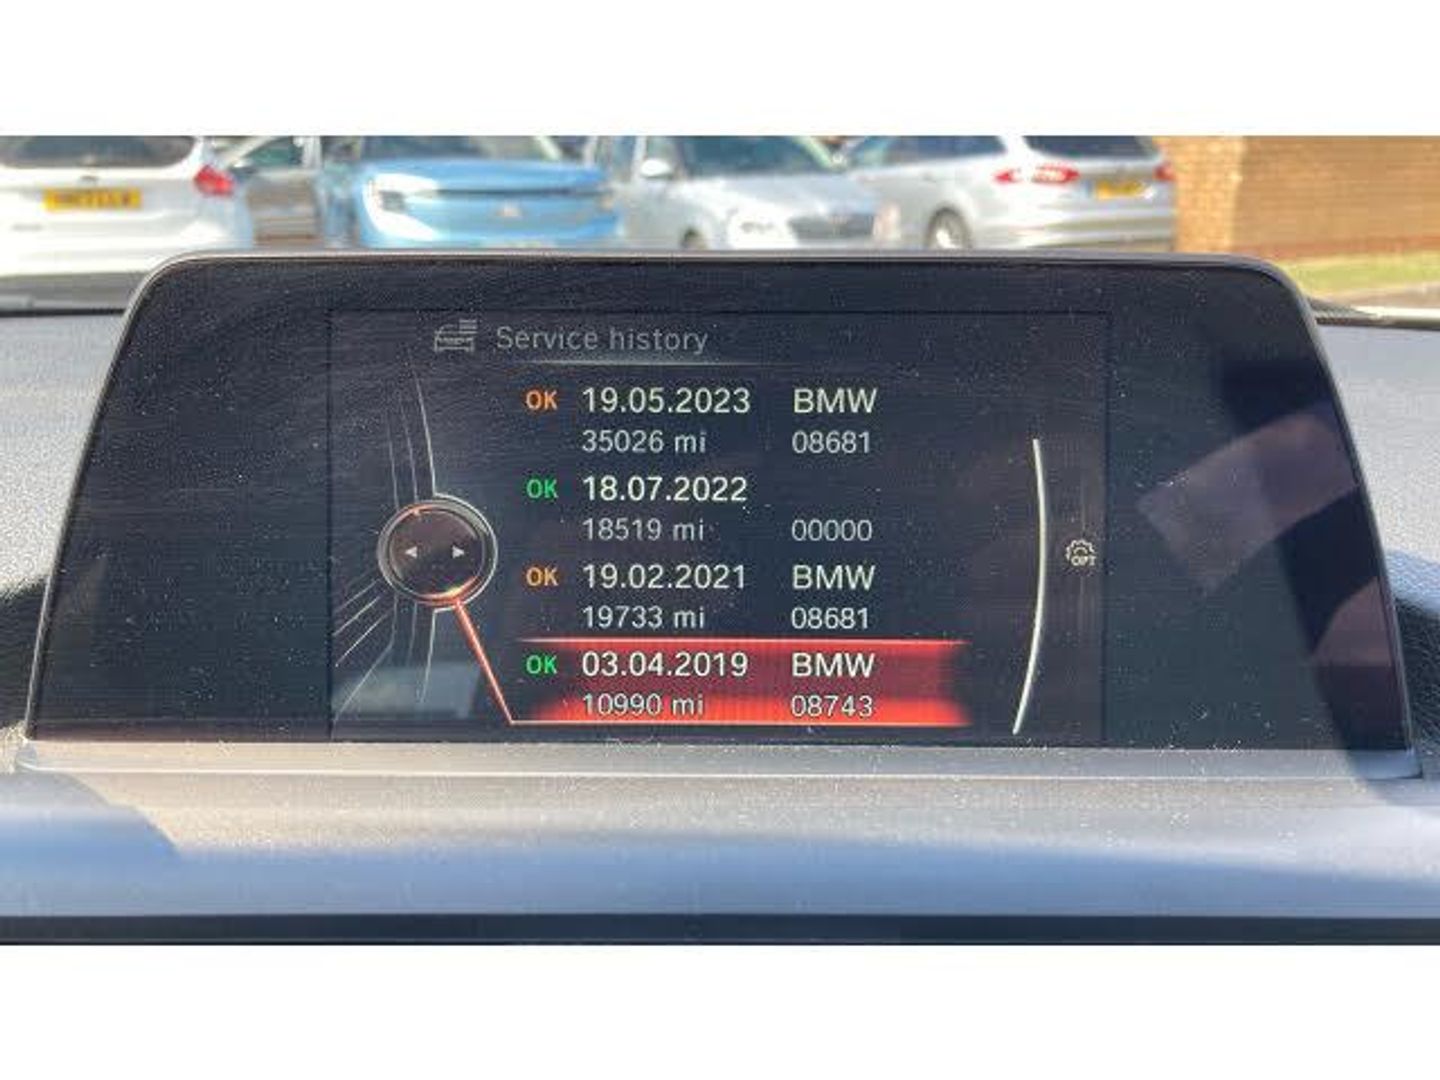 Service history
OK 19.05.2023 BMW
35026 mi 08681
OK 18.07.2022
18519 mi 00000
OK 19.02.2021 BMW
19733 mi 08681
OK 03.04.2019 BMW
10990 mi 08743
OPT